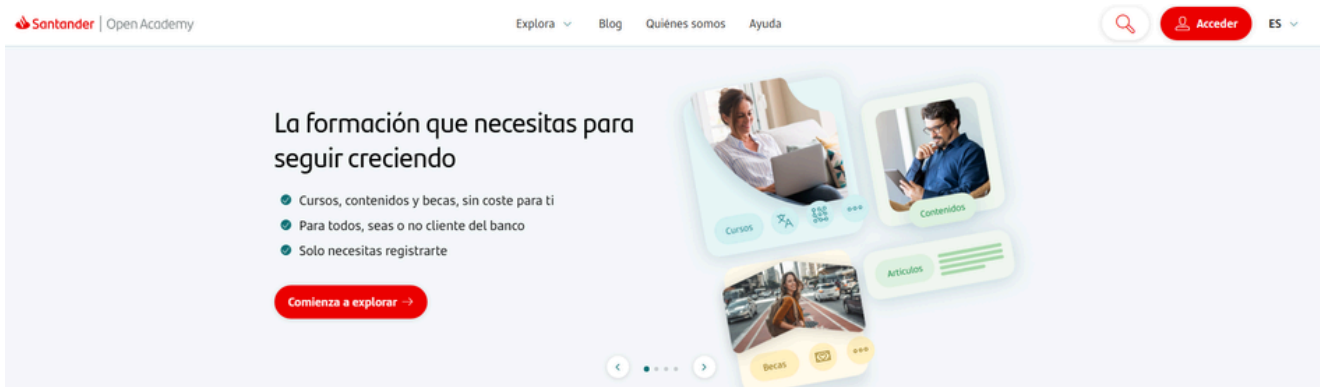 Santander | Open Academy
Explora
Blog
Quiénes somos
Ayuda
Acceder
ES
La formación que necesitas para
seguir creciendo
Cursos, contenidos y becas, sin coste para ti
Para todos, seas o no cliente del banco
Solo necesitas registrarte
Comienza a explorar →
Cursos
Contenidos
Artículos
Becas